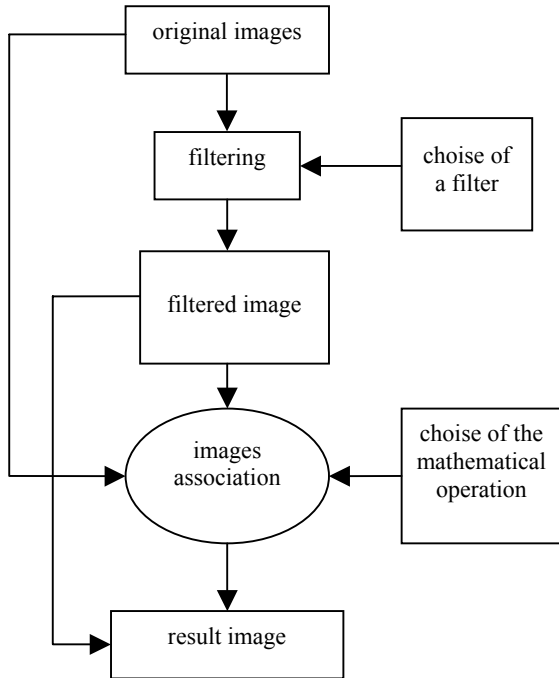 original images
filtering
choise of
a filter
filtered image
images
association
choise of the
mathematical
operation
result image